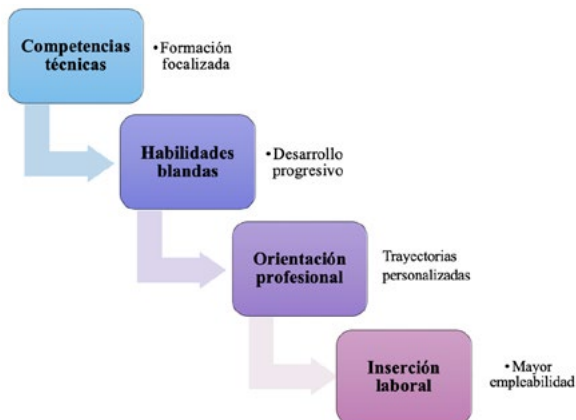 Competencias
técnicas
•Formación
focalizada
Habilidades
blandas
•Desarrollo
progresivo
Orientación
profesional
Trayectorias
personalizadas
Inserción
laboral
•Mayor
empleabilidad